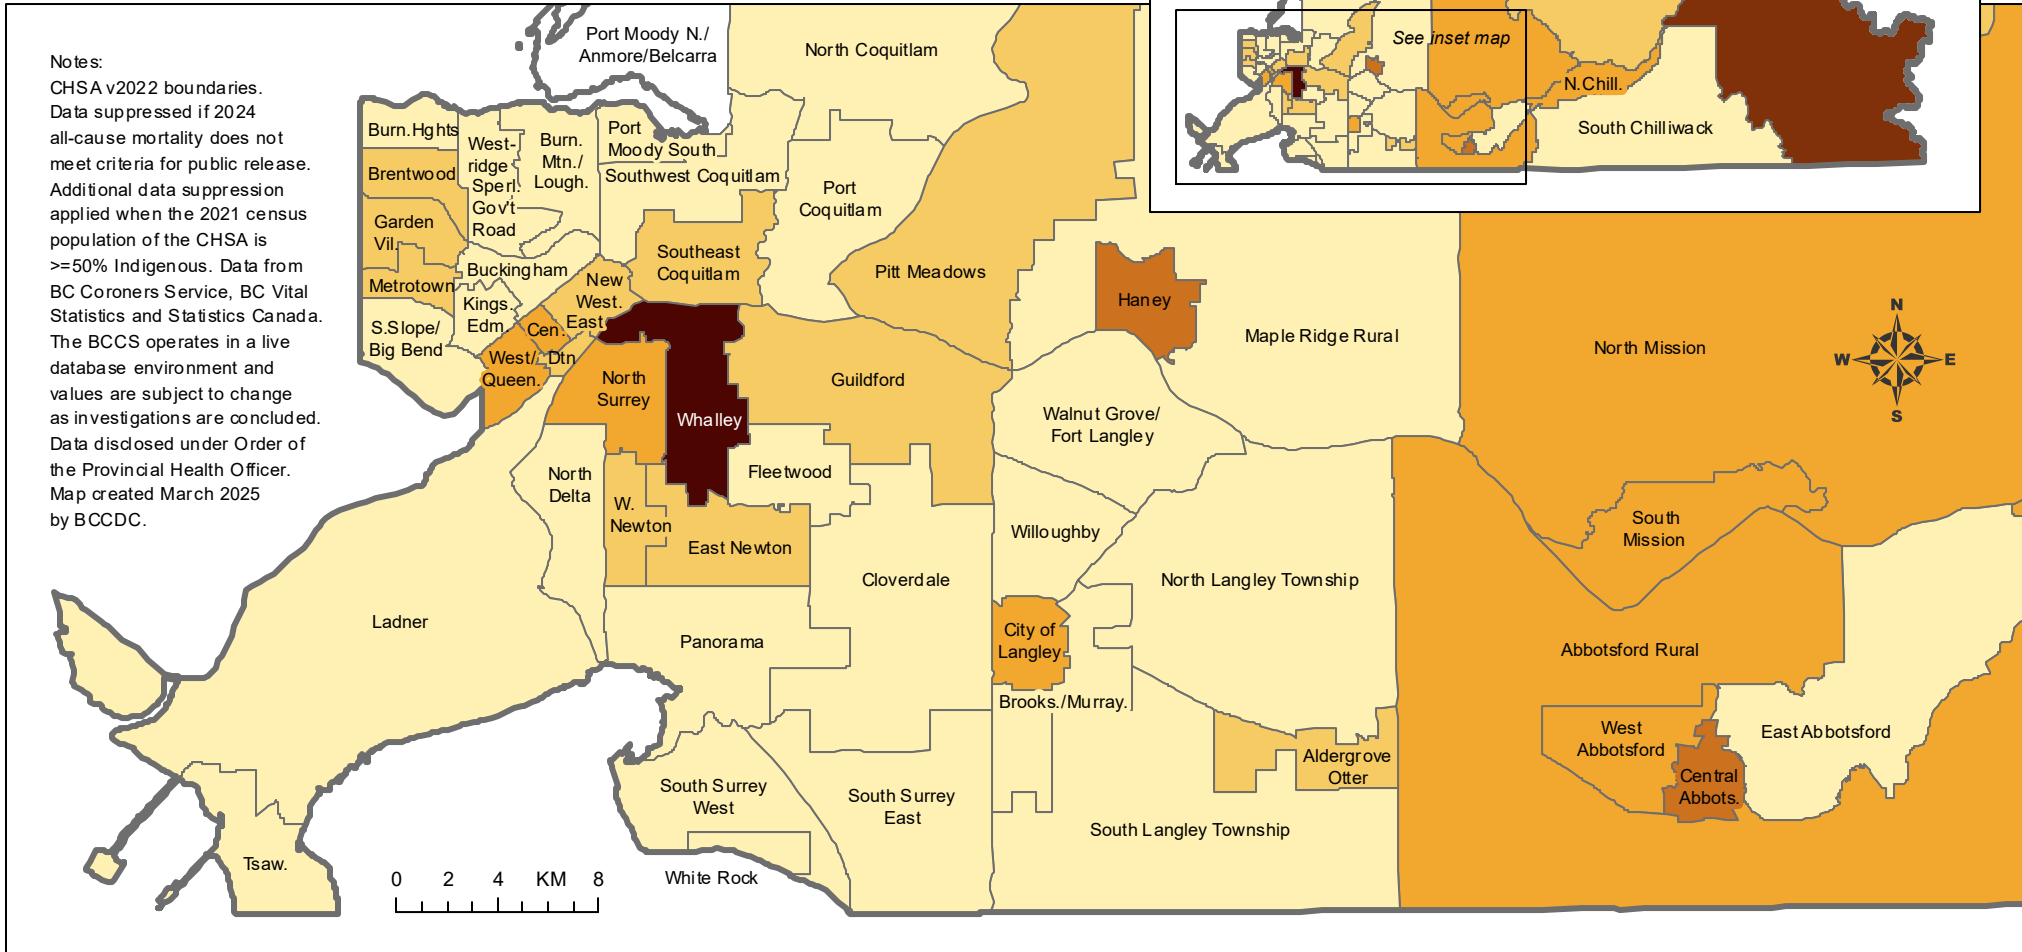 Notes:
CHSA v2022 boundaries.
Data suppressed if 2024
all-cause mortality does not
meet criteria for public release.
Additional data suppression
applied when the 2021 census
population of the CHSA is
>=50% Indigenous. Data from
BC Coroners Service, BC Vital
Statistics and Statistics Canada.
The BCCS operates in a live
database environment and
values are subject to change
as investigations are concluded.
Data disclosed under Order of
the Provincial Health Officer.
Map created March 2025
by BCCDC.
Port Moody N./
Anmore/Belcarra
North Coquitlam
See inset map
N.Chill.
South Chilliwack
Burn.Hghts
West-
ridge
Sperl.
Gov't
Road
Burn.
Mtn./
Lough.
Port
Moody South
Southwest Coquitlam
Brentwood
Port
Coquitlam
Garden
Vil.
Southeast
Coquitlam
Pitt Meadows
Buckingham
Metrotown
New
West.
East
Haney
Kings.
Edm.
Cen.
S.Slope/
Big Bend
West/
Queen.
Dtn
Maple Ridge Rural
North Mission
N
W
E
S
North
Surrey
Guildford
Whalley
Walnut Grove/
Fort Langley
North
Delta
Fleetwood
W.
Newton
East Newton
Willoughby
South
Mission
Cloverdale
North Langley Township
Ladner
Panorama
City of
Langley
Abbotsford Rural
Brooks./Murray.
West
Abbotsford
East Abbotsford
Aldergrove
Otter
Central
Abbots.
South Surrey
West
South Surrey
East
South Langley Township
Tsaw.
White Rock
0 2 4 KM 8